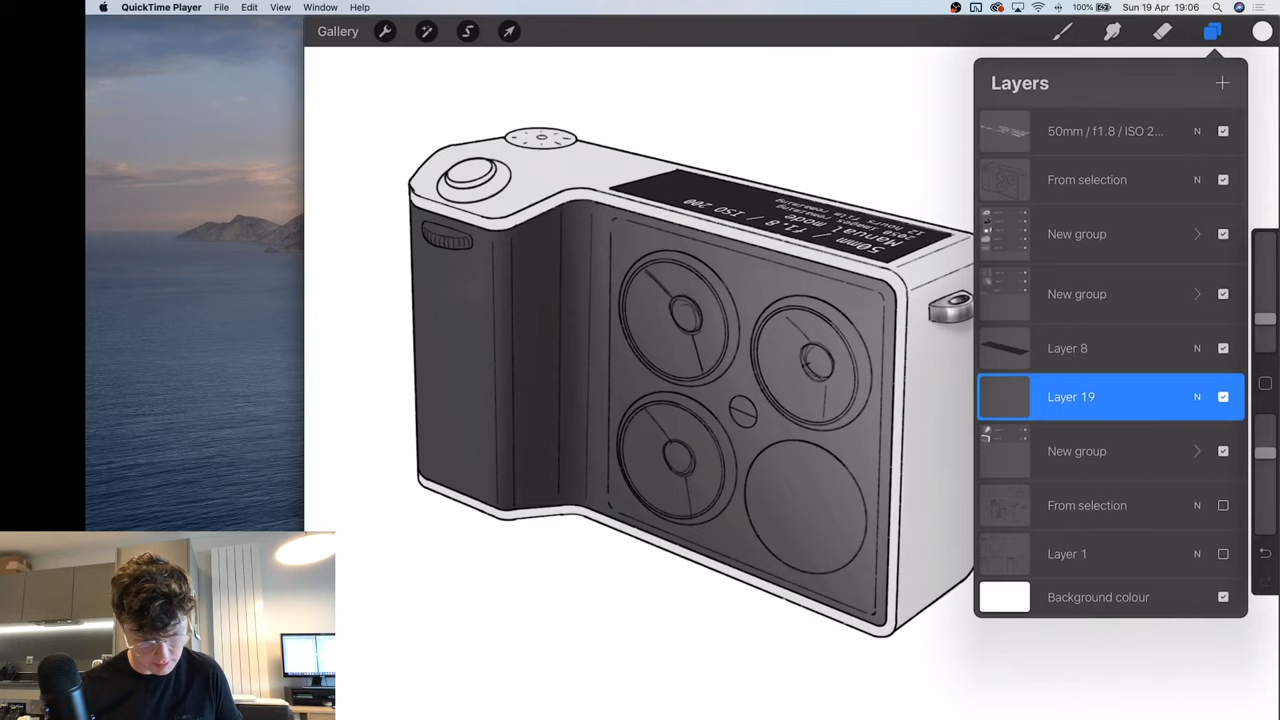 QuickTime Player File Edit View Window Help 100% Sun 19 Apr 19:06
Gallery
Layers
50mm / f1.8 / ISO 2...
N
From selection
N
New group
New group
Layer 8
N
Layer 19
N
New group
From selection
N
Layer 1
N
Background colour
50mm / f1.8 / ISO 200
Manual / mode